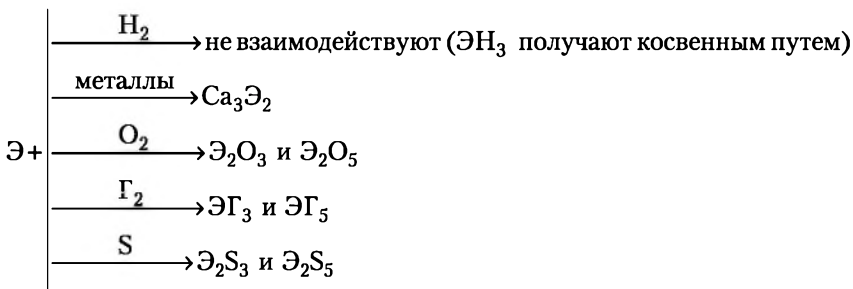 H₂
не взаимодействуют (ЭH₃ получают косвенным путем)
металлы
Ca₃Э₂
Э+
O₂
Э₂O₃ и Э₂O₅
Г₂
ЭГ₃ и ЭГ₅
S
Э₂S₃ и Э₂S₅